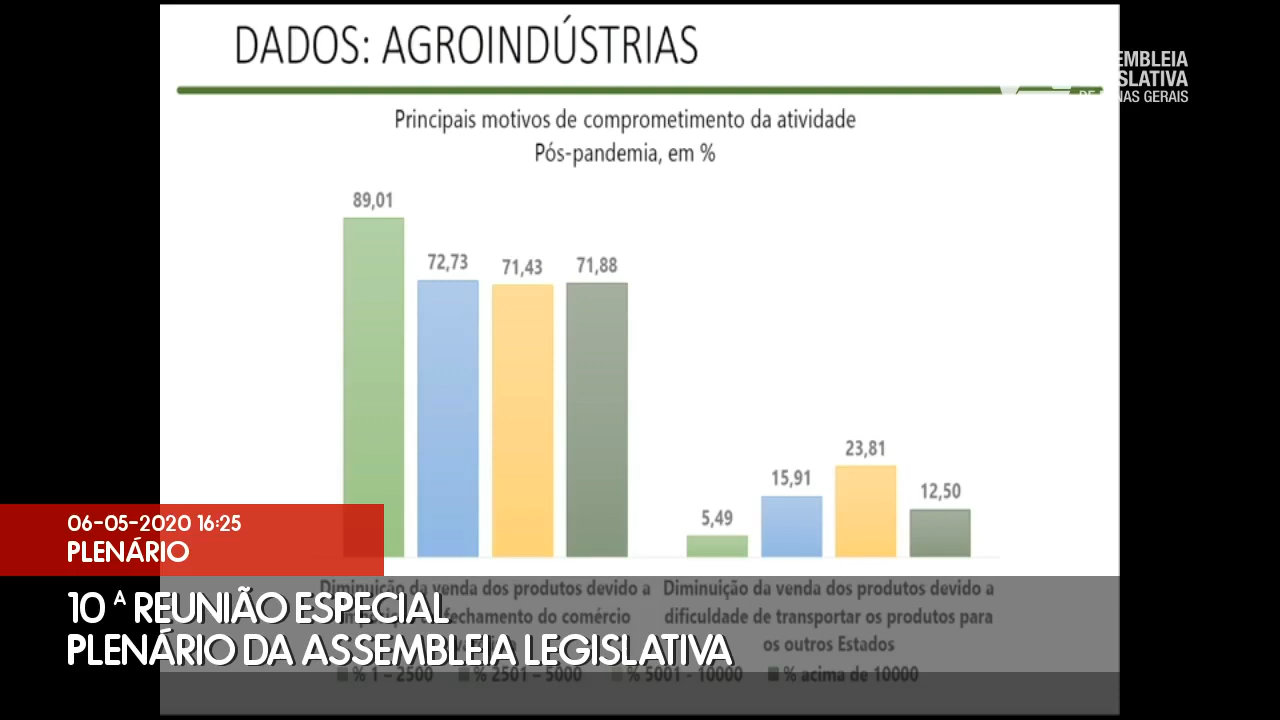 DADOS: AGROINDÚSTRIAS
EMBLEIA
SLATIVA
NAS GERAIS
Principais motivos de comprometimento da atividade
Pós-pandemia, em %
89,01
72,73
71,43
71,88
23,81
15,91
12,50
5,49
06-05-2020 16:25
PLENÁRIO
Diminuição da venda dos produtos devido a
fechamento do comércio
Diminuição da venda dos produtos devido a
dificuldade de transportar os produtos para
os outros Estados
10 ª REUNIÃO ESPECIAL
PLENÁRIO DA ASSEMBLEIA LEGISLATIVA
% 1 – 2500
% 2501 – 5000
% 5001 - 10000
% acima de 10000